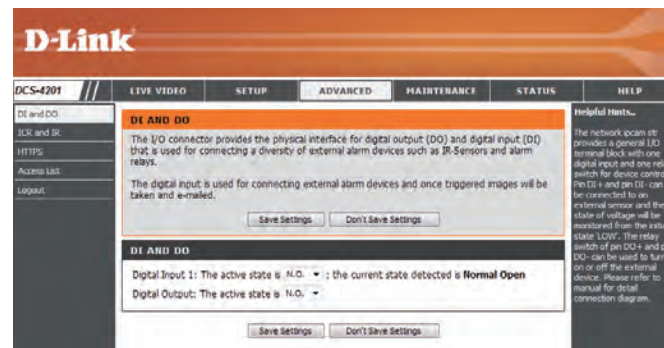 D-Link
DCS-4201 // LIVE VIDEO SETUP ADVANCED MAINTENANCE STATUS HELP
DI and DO
ICR and IR
HTTPS
Access List
Logout
DI AND DO
The I/O connector provides the physical interface for digital output (DO) and digital input (DI)
that is used for connecting a diversity of external alarm devices such as IR-Sensors and alarm
relays.
The digital input is used for connecting external alarm devices and once triggered images will be
taken and e-mailed.
Save Settings Don't Save Settings
DI AND DO
Digital Input 1: The active state is N.O. ; the current state detected is Normal Open
Digital Output: The active state is N.O.
Save Settings Don't Save Settings
Helpful Hints..
The network ipcam str
provides a general I/O
terminal block with one
digital input and one rel
switch for device contro
Pin DI+ and pin DI- can
be connected to an
external sensor and the
state of voltage will be
monitored from the initia
state 'LOW'. The relay
switch of pin DO+ and p
DO- can be used to turn
on or off the external
device. Please refer to
manual for detail
connection diagram.